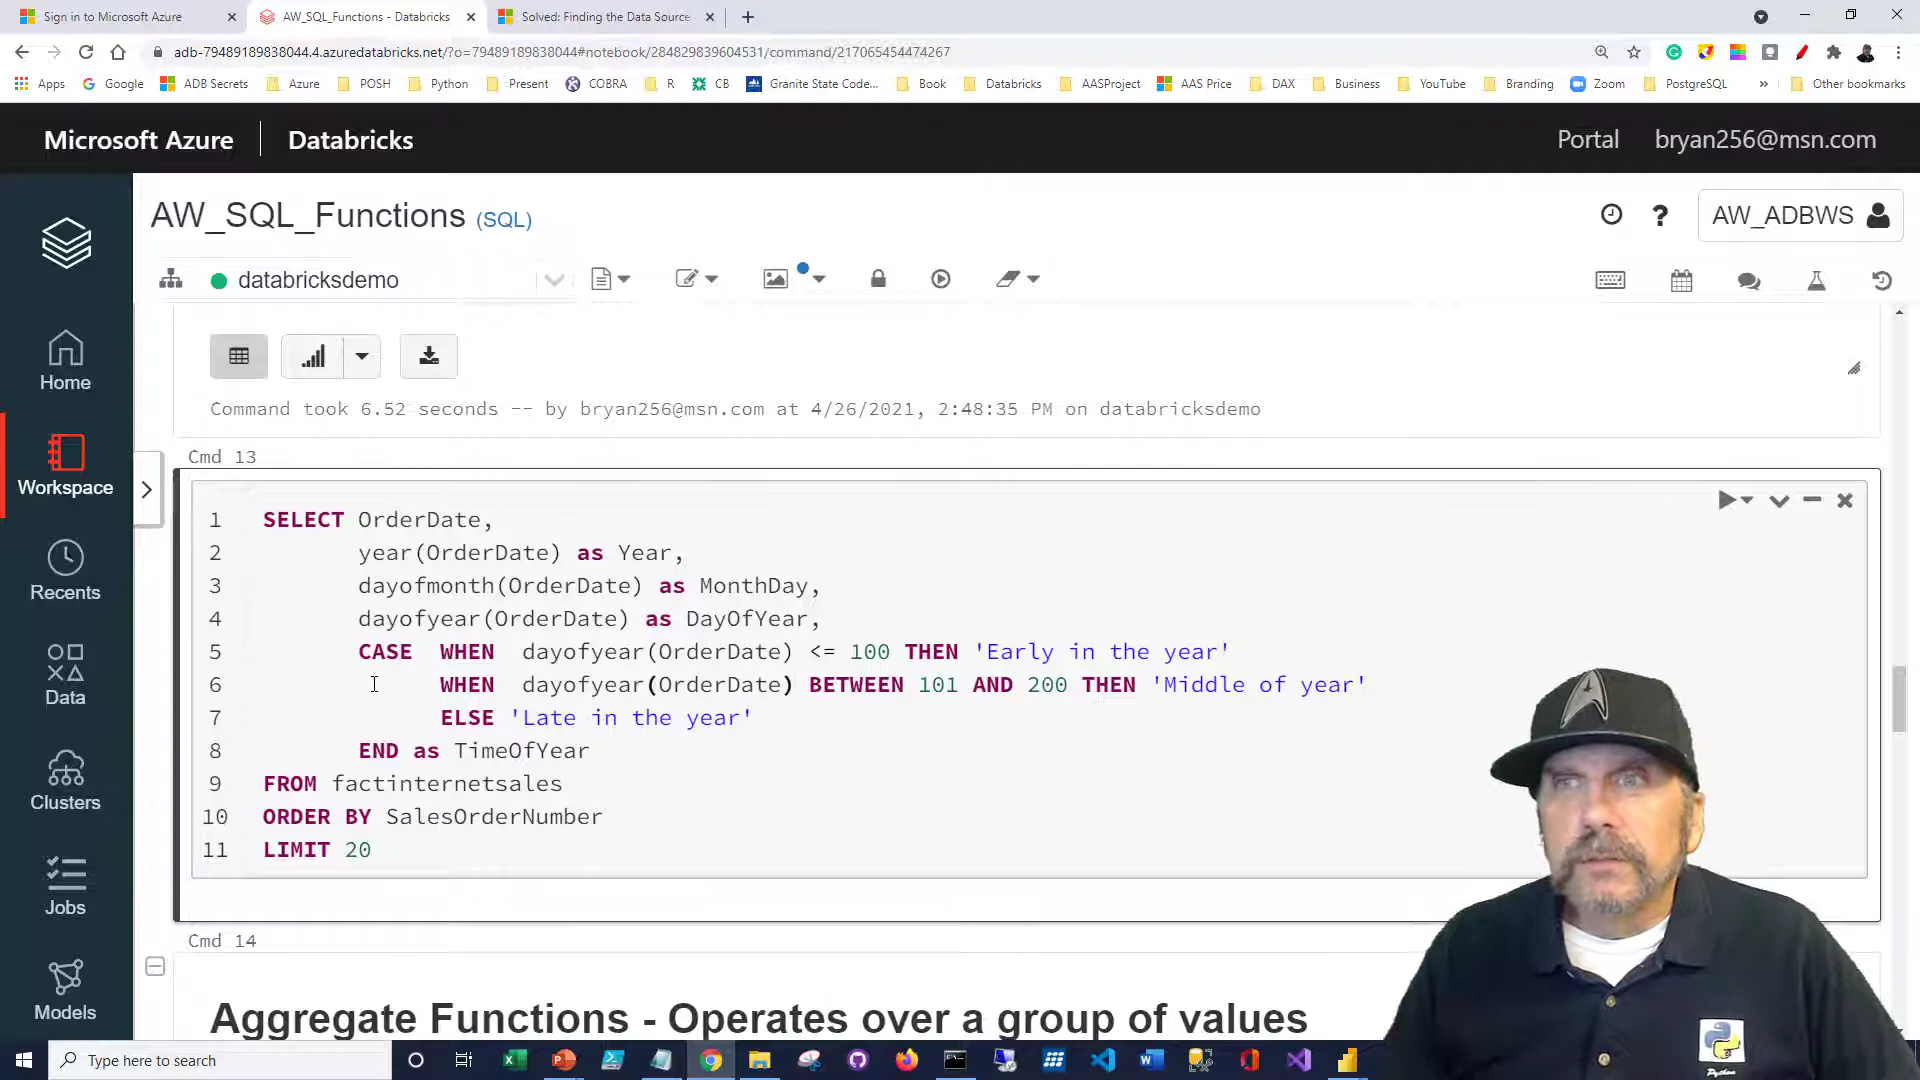 Sign in to Microsoft Azure
AW_SQL_Functions - Databricks
Solved: Finding the Data Source
adb-79489189838044.4.azuredatabricks.net/?o=79489189838044#notebook/284829839604531/command/217065454474267
Apps Google ADB Secrets Azure POSH Python Present COBRA R CB Granite State Code... Book Databricks AASProject AAS Price DAX Business YouTube Branding Zoom PostgreSQL » Other bookmarks
Microsoft Azure Databricks Portal bryan256@msn.com
AW_SQL_Functions (SQL) ? AW_ADBWS
databricksdemo
Home
Workspace
Recents
Data
Clusters
Jobs
Models
Command took 6.52 seconds -- by bryan256@msn.com at 4/26/2021, 2:48:35 PM on databricksdemo
Cmd 13
1 SELECT OrderDate,
2 year(OrderDate) as Year,
3 dayofmonth(OrderDate) as MonthDay,
4 dayofyear(OrderDate) as DayOfYear,
5 CASE WHEN dayofyear(OrderDate) <= 100 THEN 'Early in the year'
6 WHEN dayofyear(OrderDate) BETWEEN 101 AND 200 THEN 'Middle of year'
7 ELSE 'Late in the year'
8 END as TimeOfYear
9 FROM factinternetsales
10 ORDER BY SalesOrderNumber
11 LIMIT 20
Cmd 14
Aggregate Functions - Operates over a group of values
Python
Type here to search